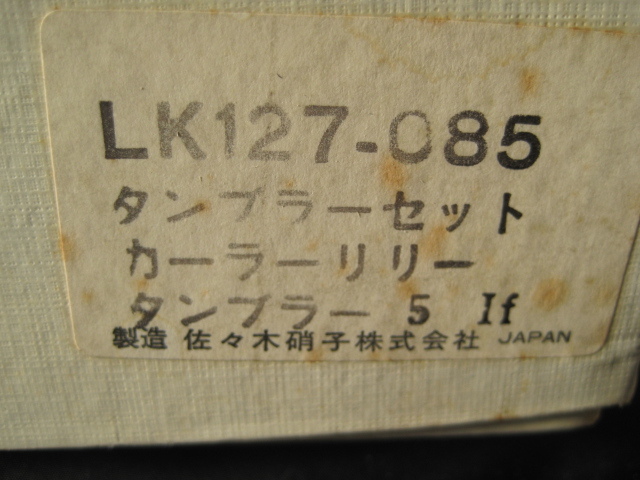 LK127-085
タンブラーセット
カーラーリリー
タンブラー 5 If
製造 佐々木硝子株式会社 JAPAN